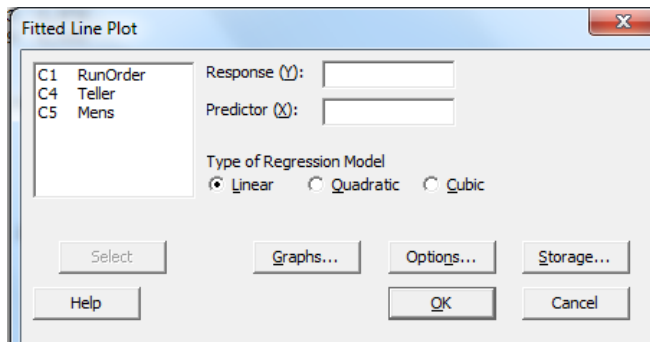 Fitted Line Plot
C1 RunOrder
C4 Teller
C5 Mens
Response (Y):
Predictor (X):
Type of Regression Model
Linear Quadratic Cubic
Select Graphs... Options... Storage...
Help OK Cancel